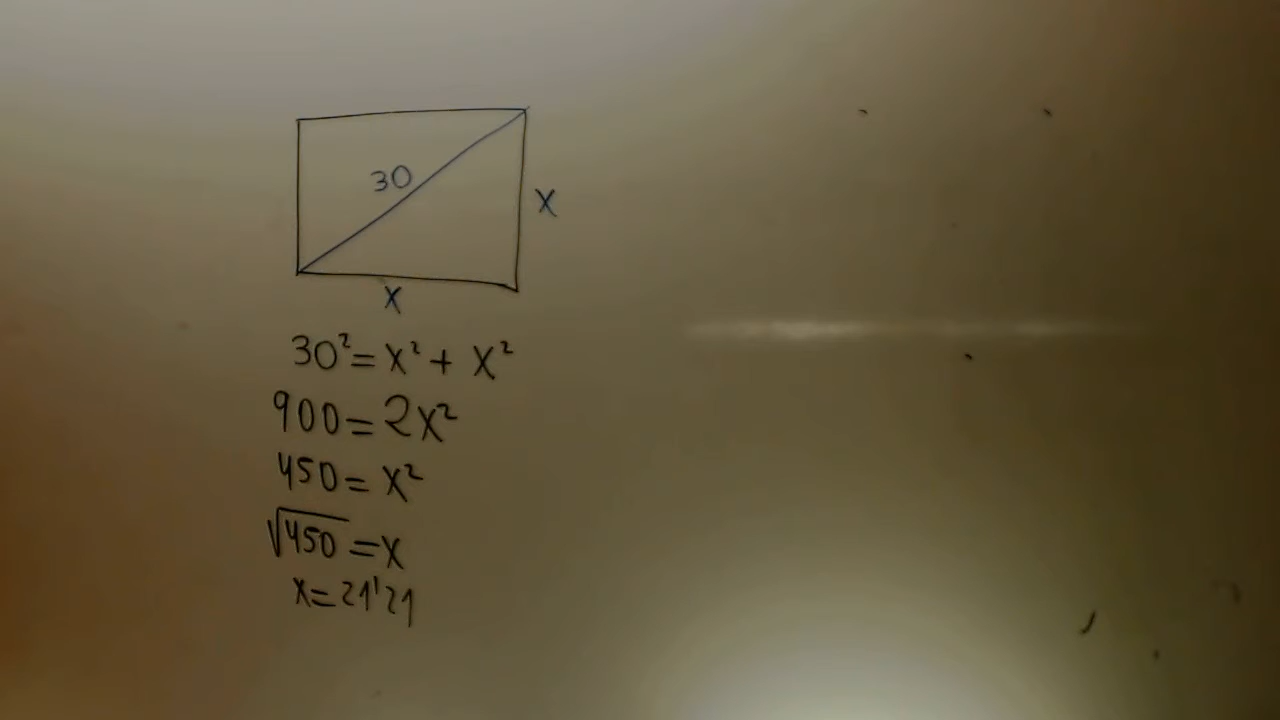 30
x
x
30² = x² + x²
900 = 2x²
450 = x²
√450 = x
x = 21'21